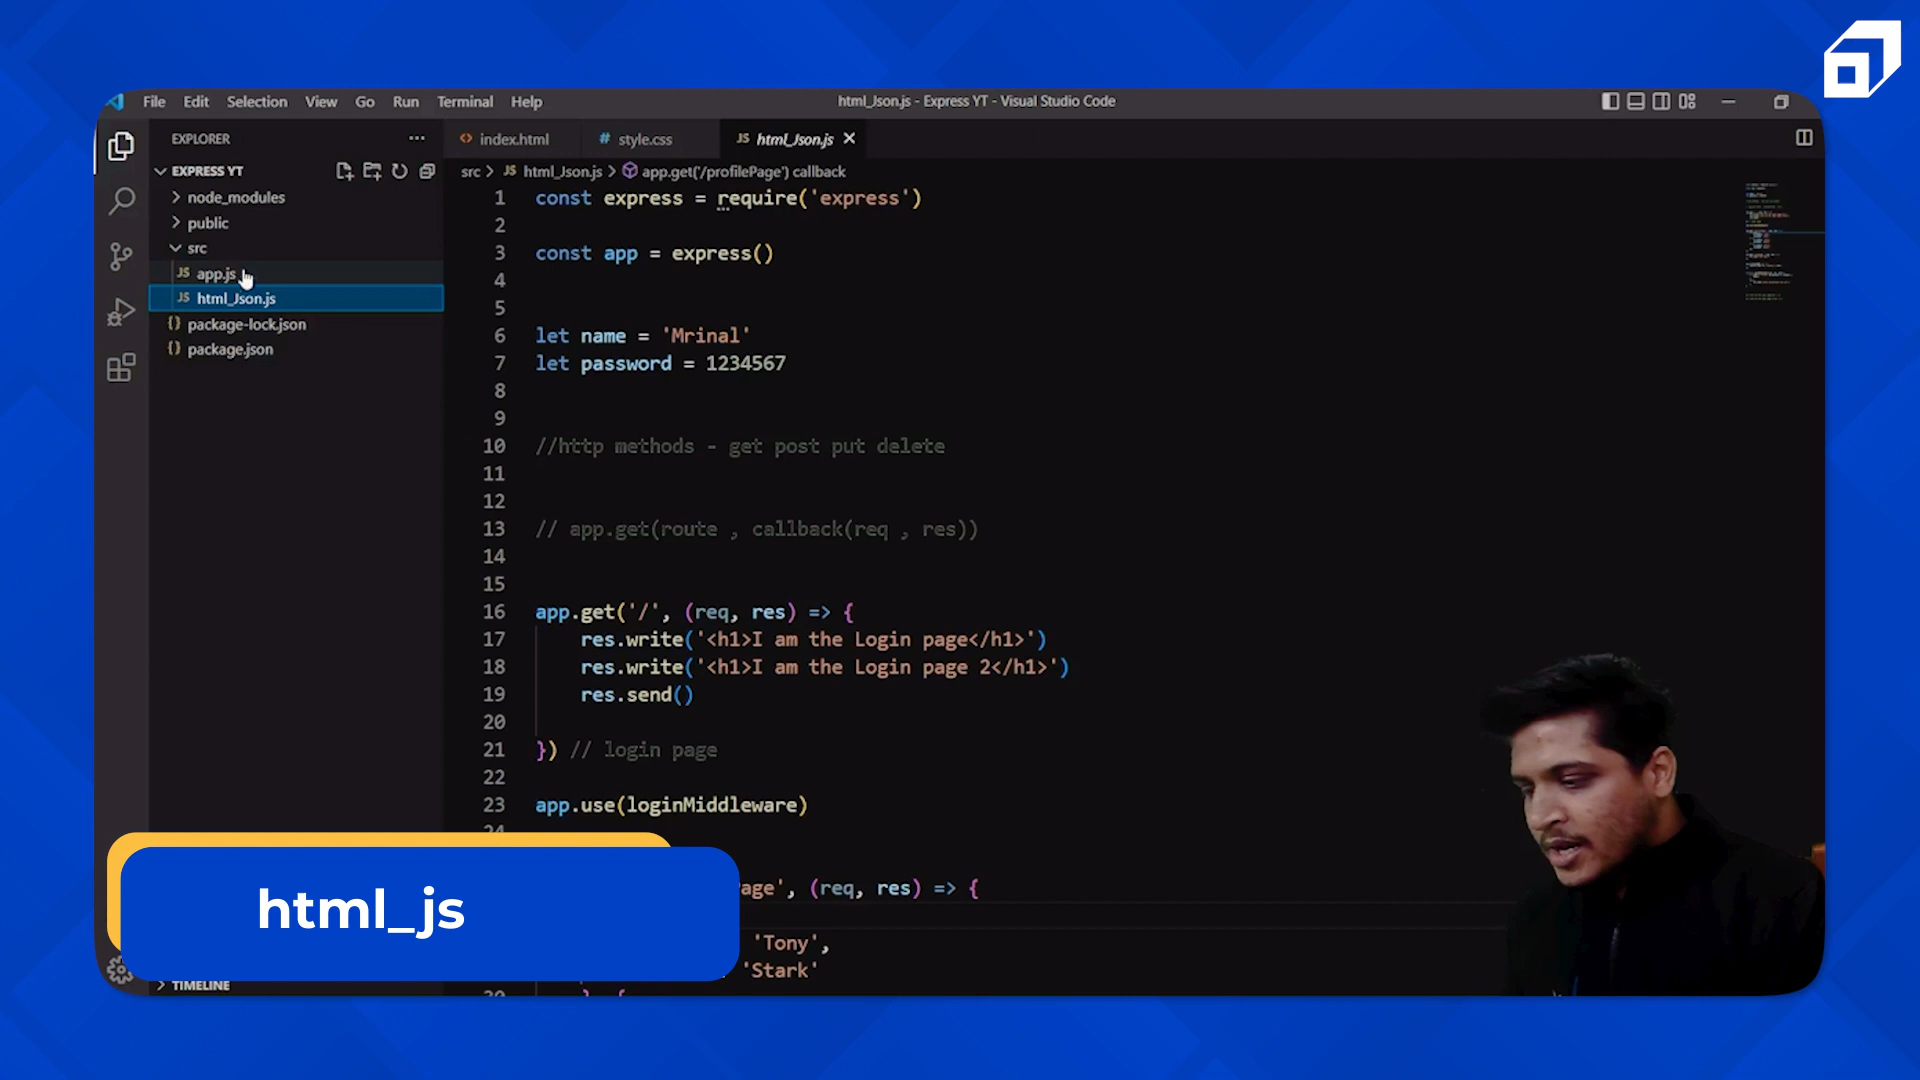 File Edit Selection View Go Run Terminal Help
html_Json.js - Express YT - Visual Studio Code
EXPLORER
EXPRESS YT
node_modules
public
src
JS app.js
JS html_Json.js
{} package-lock.json
{} package.json
TIMELINE
index.html
# style.css
JS html_Json.js
src > JS html_Json.js > app.get('/profilePage') callback
1 const express = require('express')
2
3 const app = express()
4
5
6 let name = 'Mrinal'
7 let password = 1234567
8
9
10 //http methods - get post put delete
11
12
13 // app.get(route , callback(req , res))
14
15
16 app.get('/', (req, res) => {
17 res.write('<h1>I am the Login page</h1>')
18 res.write('<h1>I am the Login page 2</h1>')
19 res.send()
20
21 }) // login page
22
23 app.use(loginMiddleware)
24
age', (req, res) => {
'Tony',
'Stark'
html_js